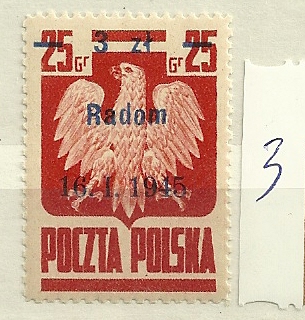 25 Gr 3 zł Gr 25
Radom
16. I. 1945
POCZTA POLSKA
3